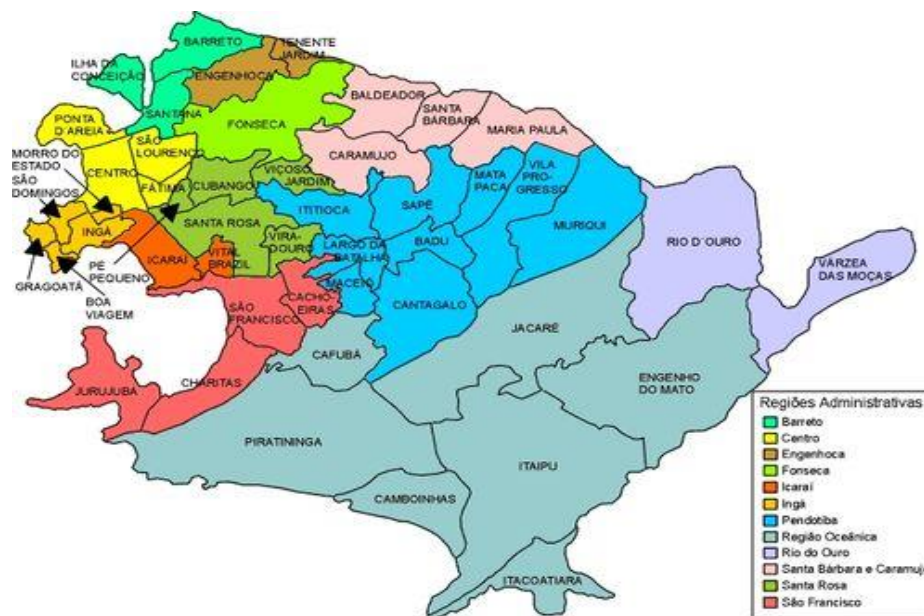 BARRETO
TENENTE
JARDIM
ILHA DA
CONCEIÇÃO
ENGENHOCA
SANTANA
FONSECA
BALDEADOR
SANTA
BÁRBARA
MARIA PAULA
PONTA
D'AREIA
SÃO
LOURENÇO
MORRO DO
ESTADO
SÃO
DOMINGOS
CENTRO
FÁTIMA
CUBANGO
VIÇOSO
JARDIM
CARAMUJO
ITITIOCA
SAPÊ
MATA
PACA
VILA
PRO-
GRESSO
MURIQUI
RIO D'OURO
VÁRZEA
DAS MOÇAS
INGÁ
SANTA ROSA
VIRA-
DOURO
LARGO DA
BATALHA
BADU
ICARAÍ
VITAL
BRAZIL
PÉ
PEQUENO
GRAGOATÁ
BOA
VIAGEM
MACEIÓ
CANTAGALO
SÃO
FRANCISCO
CACHO-
EIRAS
CAFUBÁ
JACARÉ
ENGENHO
DO MATO
JURUJUBA
CHARITAS
PIRATININGA
ITAIPU
CAMBOINHAS
ITACOATIARA
Regiões Administrativas
Barreto
Centro
Engenhoca
Fonseca
Icaraí
Ingá
Pendotiba
Região Oceânica
Rio do Ouro
Santa Bárbara e Caramuj
Santa Rosa
São Francisco